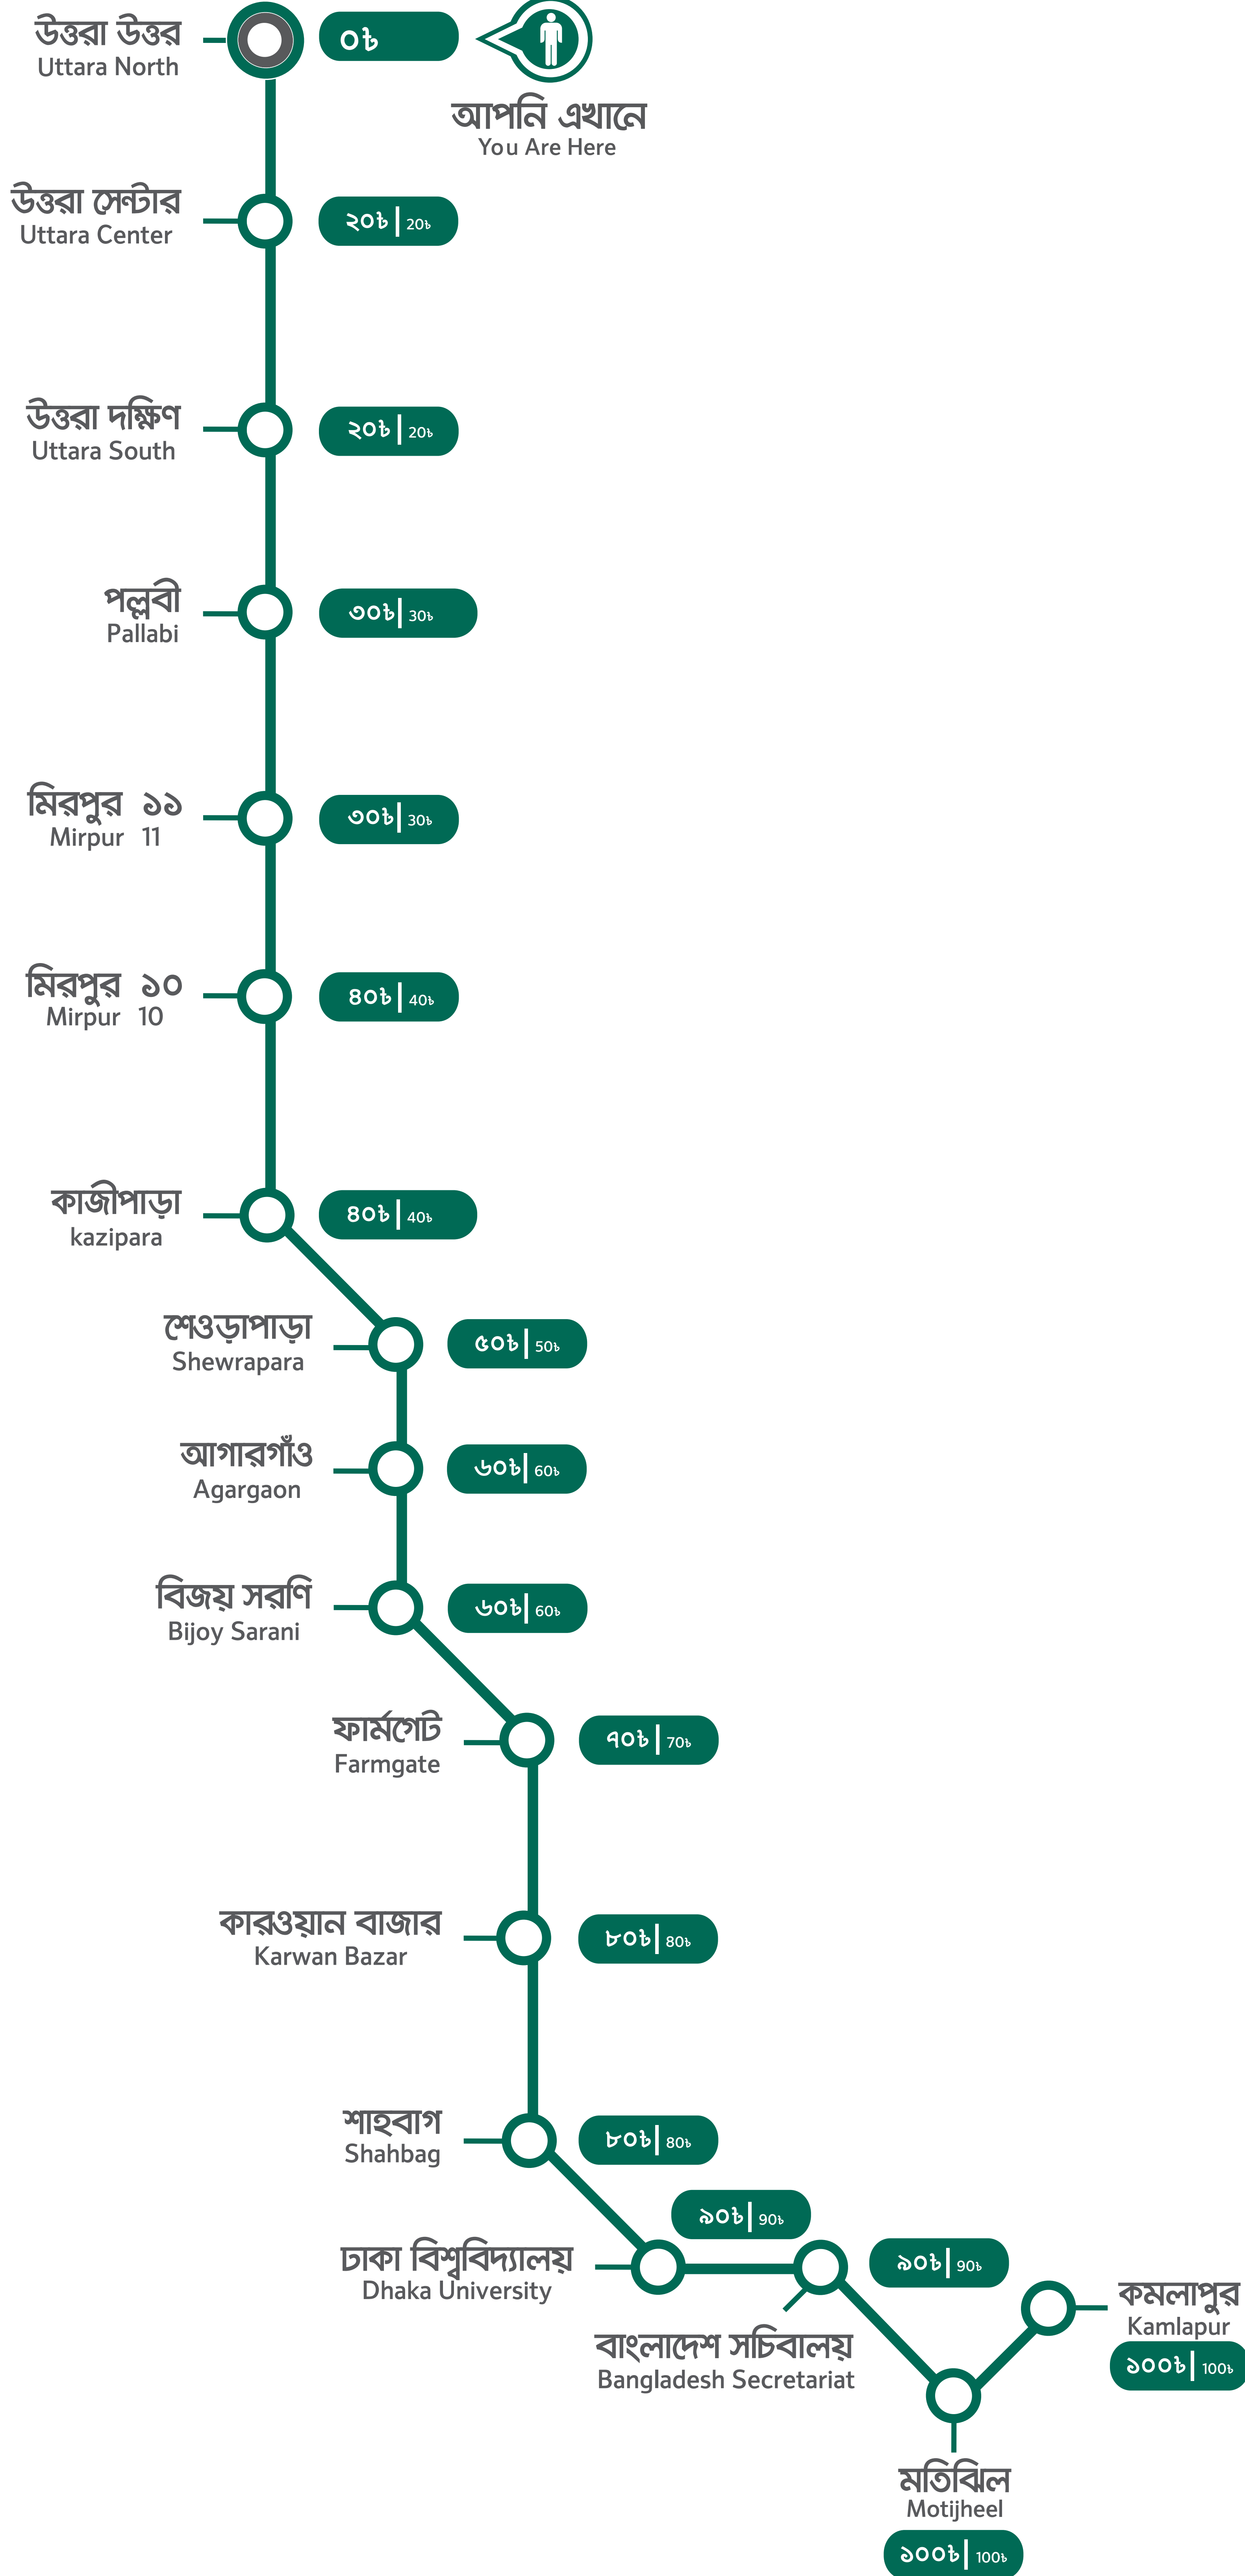 উত্তরা উত্তর
Uttara North
০৳
আপনি এখানে
You Are Here
উত্তরা সেন্টার
Uttara Center
২০৳ | 20৳
উত্তরা দক্ষিণ
Uttara South
২০৳ | 20৳
পল্লবী
Pallabi
৩০৳ | 30৳
মিরপুর ১১
Mirpur 11
৩০৳ | 30৳
মিরপুর ১০
Mirpur 10
৪০৳ | 40৳
কাজীপাড়া
kazipara
৪০৳ | 40৳
শেওড়াপাড়া
Shewrapara
৫০৳ | 50৳
আগারগাঁও
Agargaon
৬০৳ | 60৳
বিজয় সরণি
Bijoy Sarani
৬০৳ | 60৳
ফার্মগেট
Farmgate
৭০৳ | 70৳
কারওয়ান বাজার
Karwan Bazar
৮০৳ | 80৳
শাহবাগ
Shahbag
৮০৳ | 80৳
ঢাকা বিশ্ববিদ্যালয়
Dhaka University
৯০৳ | 90৳
বাংলাদেশ সচিবালয়
Bangladesh Secretariat
৯০৳ | 90৳
কমলাপুর
Kamlapur
১০০৳ | 100৳
মতিঝিল
Motijheel
১০০৳ | 100৳